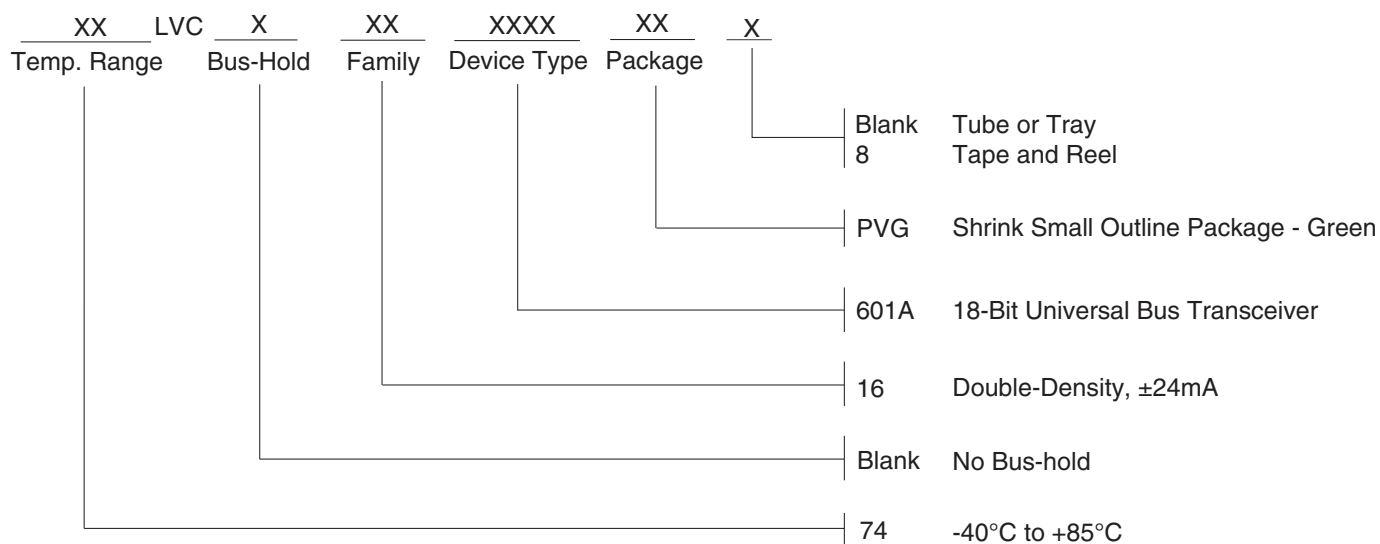 XX LVC X XX XXXX XX X
Temp. Range Bus-Hold Family Device Type Package
Blank Tube or Tray
8 Tape and Reel
PVG Shrink Small Outline Package - Green
601A 18-Bit Universal Bus Transceiver
16 Double-Density, ±24mA
Blank No Bus-hold
74 -40°C to +85°C